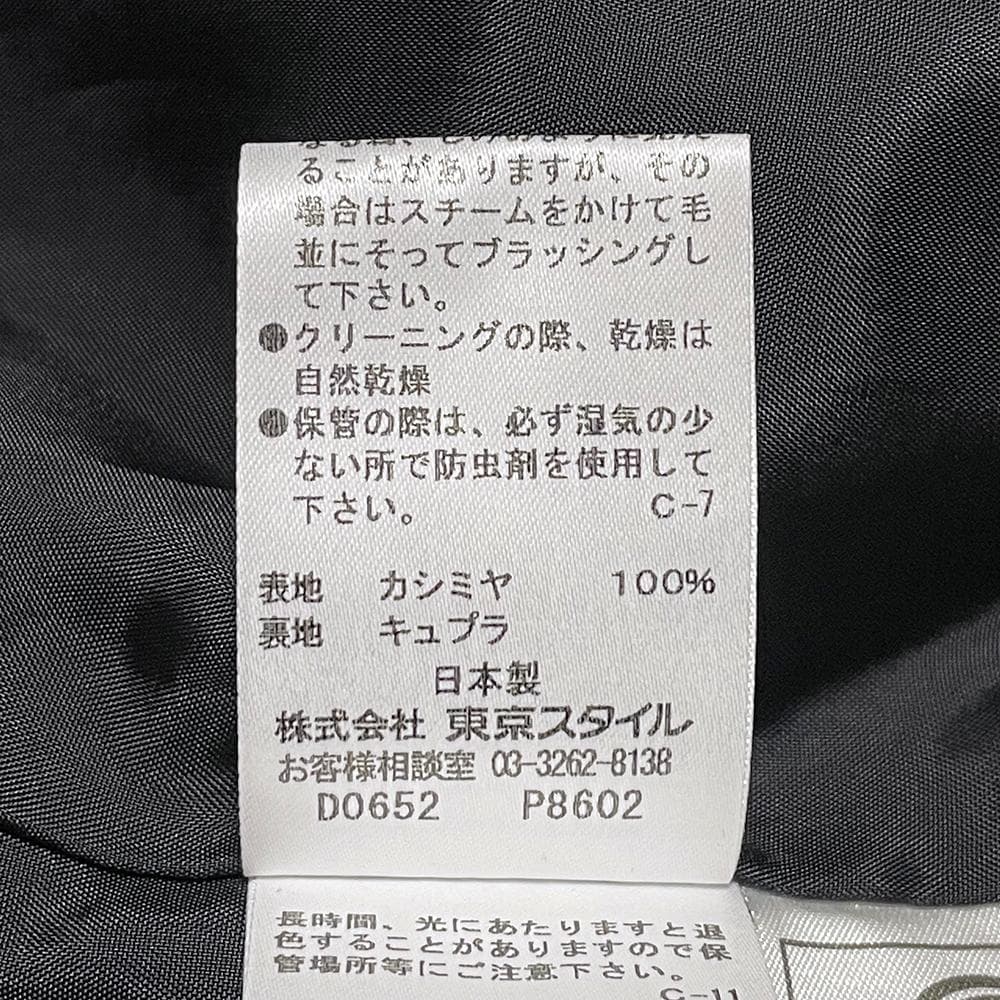 ることがありますが、その
場合はスチームをかけて毛
並にそってブラッシングし
て下さい。
●クリーニングの際、乾燥は
自然乾燥
●保管の際は、必ず湿気の少
ない所で防虫剤を使用して
下さい。 C-7
表地 カシミヤ 100%
裏地 キュプラ
日本製
株式会社 東京スタイル
お客様相談室 03-3262-8138
D0652 P8602
長時間、光にあたりますと退
色することがありますので保
管場所等にご注意下さい。
C-11